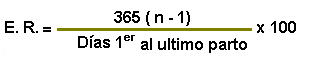 E. R. = 365 ( n - 1) x 100
Días 1er al ultimo parto